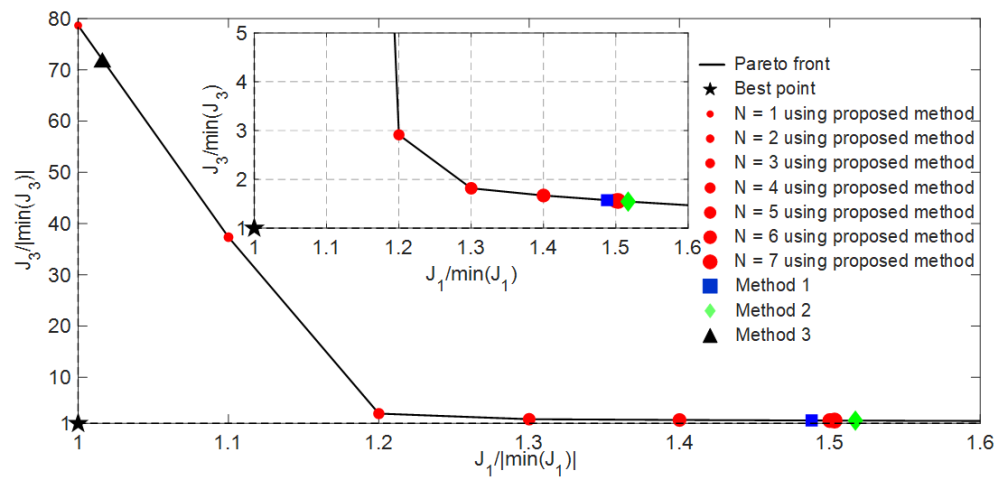 80
70
60
50
40
30
20
10
1
J3/|min(J3)|
1
1.1
1.2
1.3
1.4
1.5
1.6
J1/|min(J1)|
5
4
3
2
1
J3/min(J3)
1
1.1
1.2
1.3
1.4
1.5
1.6
J1/min(J1)
Pareto front
Best point
N = 1 using proposed method
N = 2 using proposed method
N = 3 using proposed method
N = 4 using proposed method
N = 5 using proposed method
N = 6 using proposed method
N = 7 using proposed method
Method 1
Method 2
Method 3